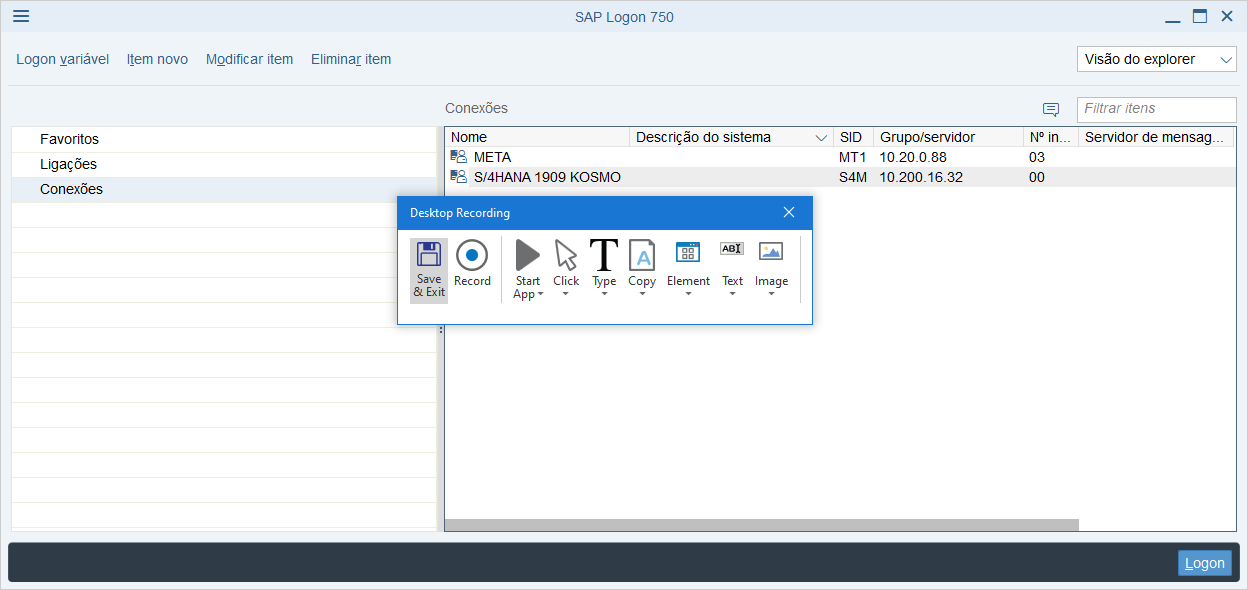 SAP Logon 750
Logon variável Item novo Modificar item Eliminar item Visão do explorer
Conexões Filtrar itens
Favoritos
Ligações
Conexões
Nome Descrição do sistema SID Grupo/servidor Nº in... Servidor de mensag...
META MT1 10.20.0.88 03
S/4HANA 1909 KOSMO S4M 10.200.16.32 00
Desktop Recording
Save & Exit
Record
Start App
Click
Type
Copy
Element
ABI
Text
Image
Logon